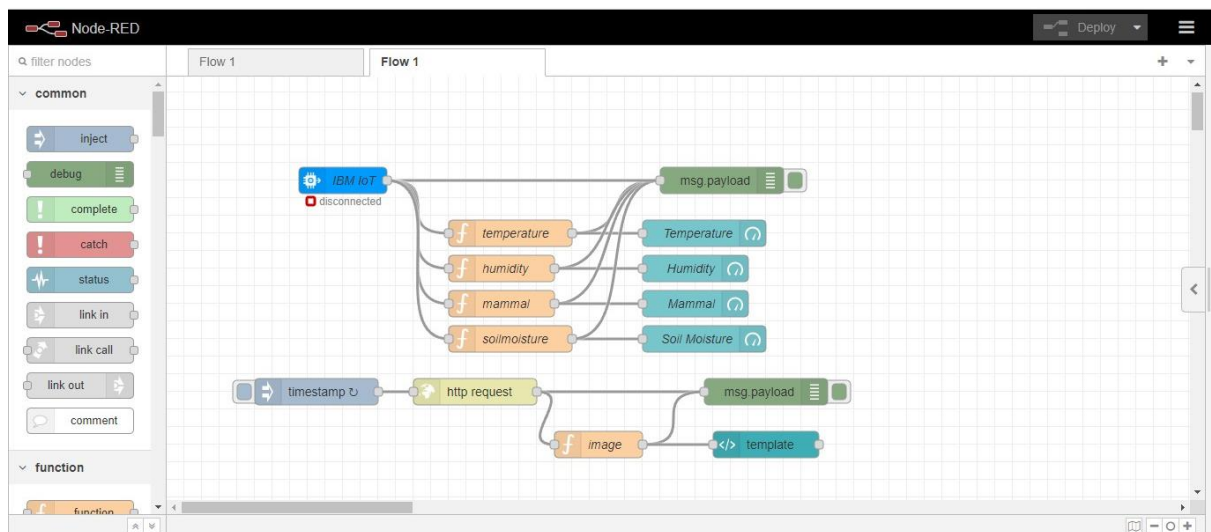 Node-RED
Deploy
filter nodes
Flow 1
Flow 1
common
inject
debug
complete
catch
status
link in
link call
link out
comment
function
function
IBM IoT
disconnected
msg.payload
temperature
Temperature
humidity
Humidity
mammal
Mammal
soilmoisture
Soil Moisture
timestamp ↻
http request
msg.payload
image
</> template